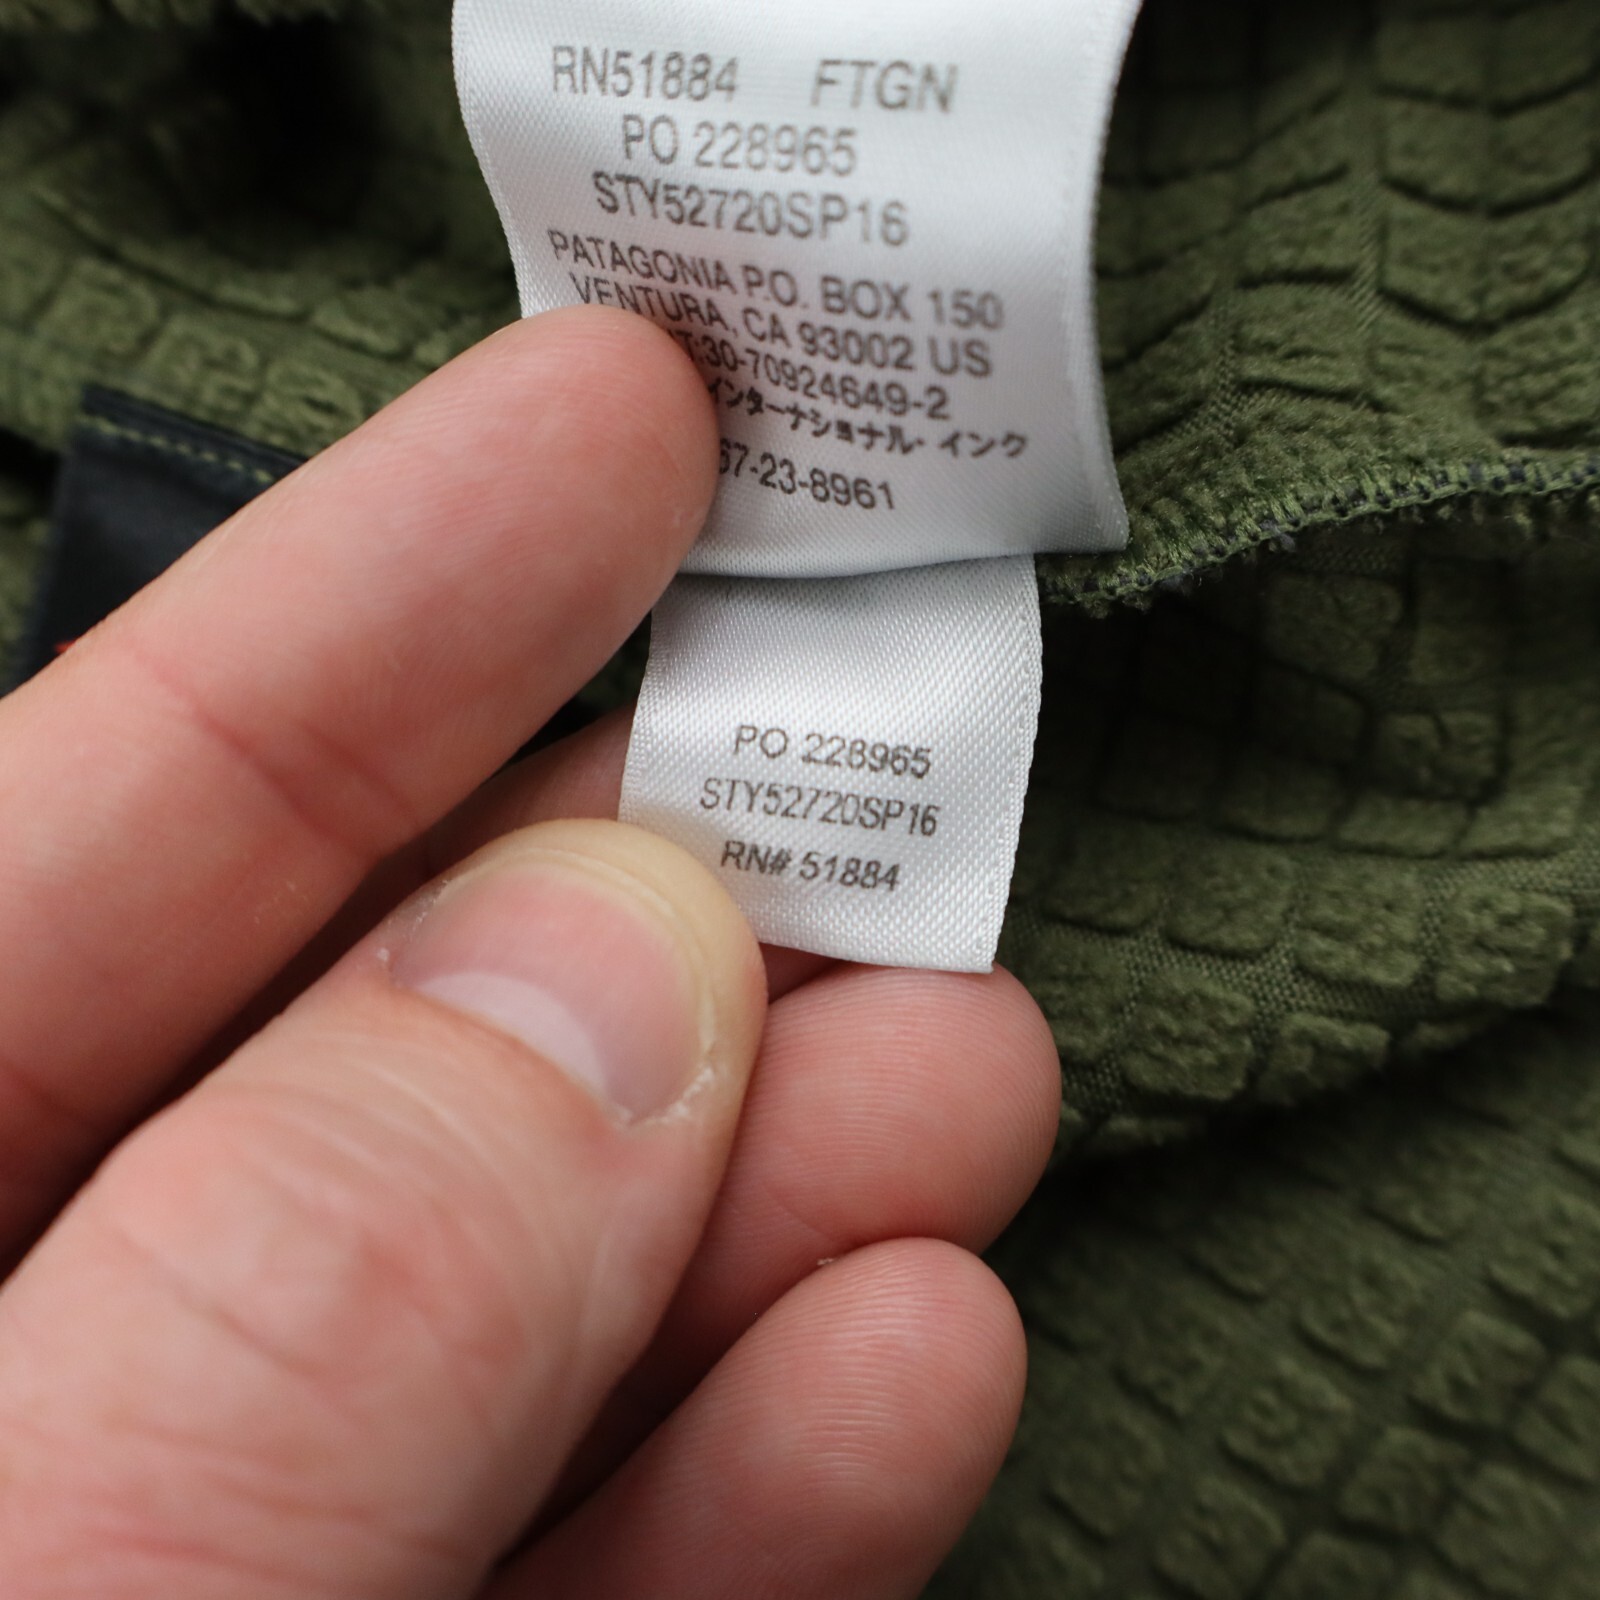 RN51884 FTGN
PO 228965
STY52720SP16
PATAGONIA P.O. BOX 150
VENTURA, CA 93002 US
T:30-70924649-2
インターナショナル・インク
67-23-8961
PO 228965
STY52720SP16
RN# 51884